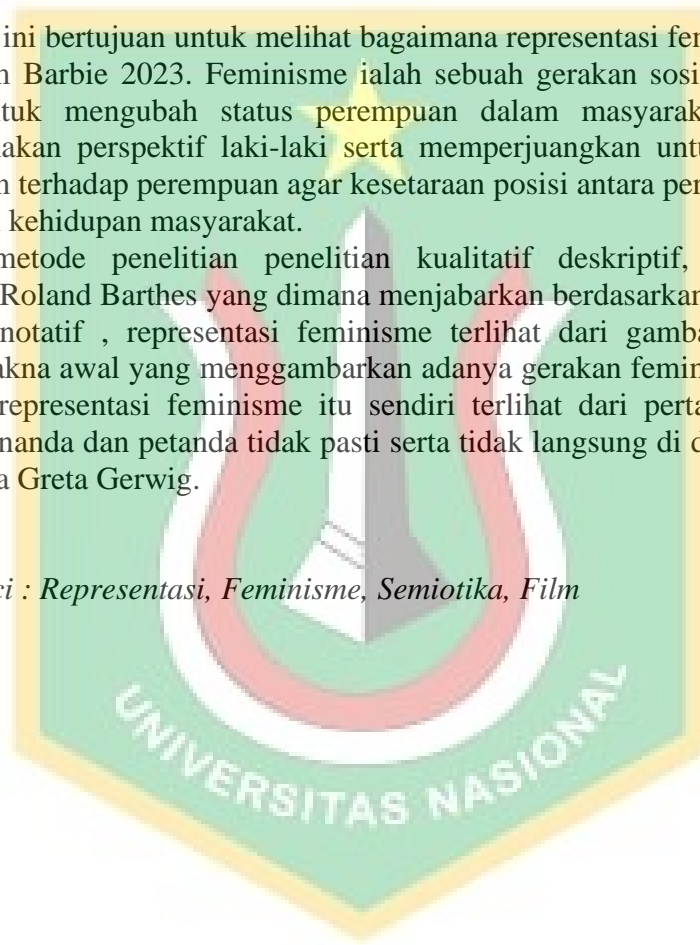 ini bertujuan untuk melihat bagaimana representasi fe
Barbie 2023. Feminisme ialah sebuah gerakan sosi
tuk mengubah status perempuan dalam masyarak
akan perspektif laki-laki serta memperjuangkan unt
n terhadap perempuan agar kesetaraan posisi antara per
kehidupan masyarakat.
metode penelitian penelitian kualitatif deskriptif,
Roland Barthes yang dimana menjabarkan berdasarkan
notatif , representasi feminisme terlihat dari gamba
akna awal yang menggambarkan adanya gerakan femin
representasi feminisme itu sendiri terlihat dari perta
nanda dan petanda tidak pasti serta tidak langsung di d
a Greta Gerwig.
ci : Representasi, Feminisme, Semiotika, Film
UNIVERSITAS NASIONAL